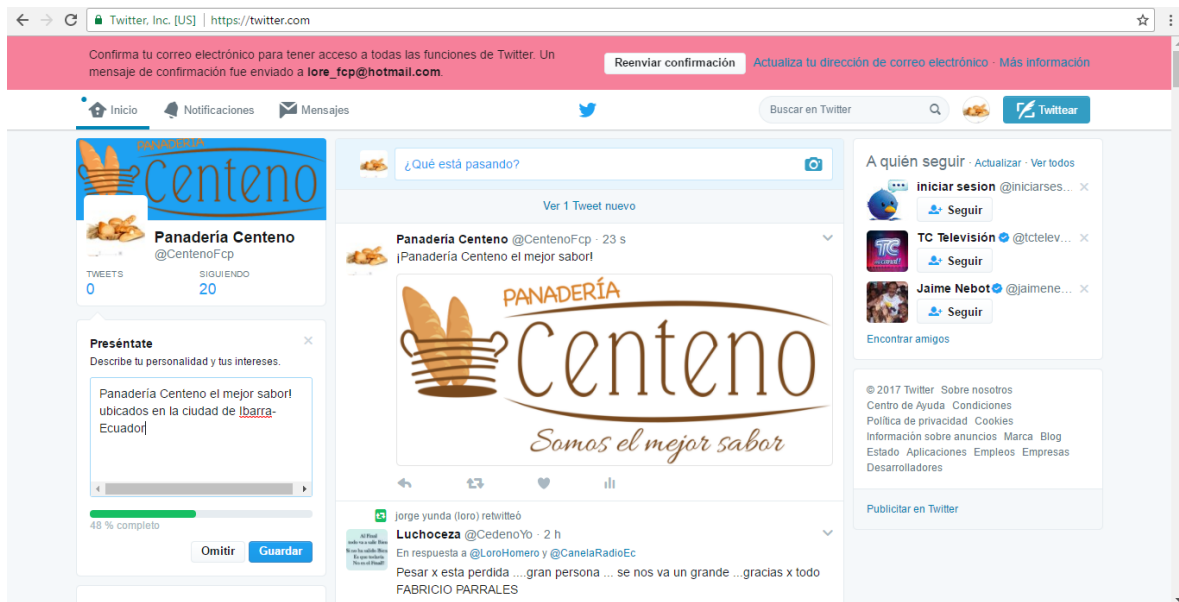 Twitter, Inc. [US] | https://twitter.com
Confirma tu correo electrónico para tener acceso a todas las funciones de Twitter. Un
mensaje de confirmación fue enviado a lore_fcp@hotmail.com.
Reenviar confirmación
Actualiza tu dirección de correo electrónico · Más información
Inicio
Notificaciones
Mensajes
Buscar en Twitter
Twittear
PANADERÍA
Centeno
Panadería Centeno
@CentenoFcp
TWEETS
0
SIGUIENDO
20
Preséntate
Describe tu personalidad y tus intereses.
Panadería Centeno el mejor sabor!
ubicados en la ciudad de Ibarra-
Ecuador
48 % completo
Omitir
Guardar
¿Qué está pasando?
Ver 1 Tweet nuevo
Panadería Centeno @CentenoFcp · 23 s
¡Panadería Centeno el mejor sabor!
PANADERÍA
Centeno
Somos el mejor sabor
jorge yunda (loro) retwitteó
Luchoceza @CedenoYo · 2 h
En respuesta a @LoroHomero y @CanelaRadioEc
Pesar x esta perdida ....gran persona ... se nos va un grande ...gracias x todo
FABRICIO PARRALES
A quién seguir · Actualizar · Ver todos
iniciar sesion @iniciarses...
Seguir
TC Televisión @tctelev...
Seguir
Jaime Nebot @jaimene...
Seguir
Encontrar amigos
© 2017 Twitter Sobre nosotros
Centro de Ayuda Condiciones
Política de privacidad Cookies
Información sobre anuncios Marca Blog
Estado Aplicaciones Empleos Empresas
Desarrolladores
Publicitar en Twitter